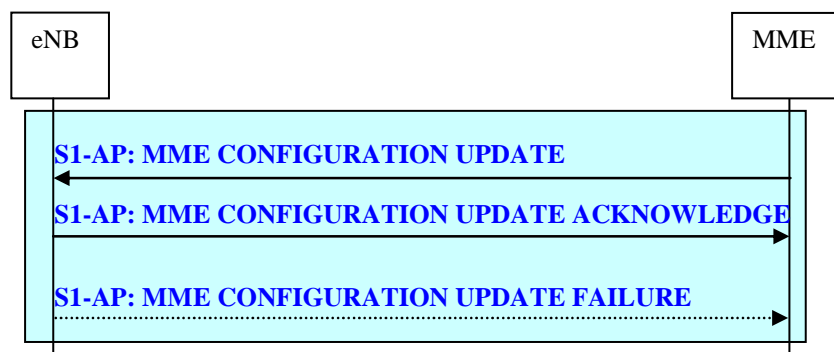 eNB
MME
S1-AP: MME CONFIGURATION UPDATE
S1-AP: MME CONFIGURATION UPDATE ACKNOWLEDGE
S1-AP: MME CONFIGURATION UPDATE FAILURE